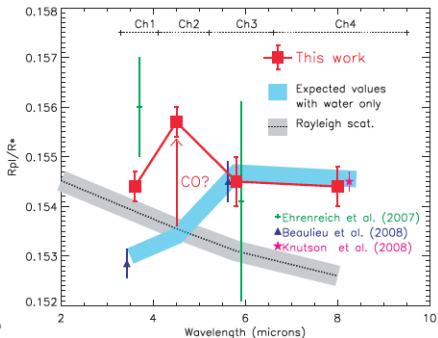 Ch1 Ch2 Ch3 Ch4
0.158
0.157
0.156
0.155
0.154
0.153
0.152
Rpl/R*
This work
Expected values
with water only
Rayleigh scat.
CO?
Ehrenreich et al. (2007)
Beaulieu et al. (2008)
Knutson et al. (2008)
2 4 6 8 10
Wavelength (microns)